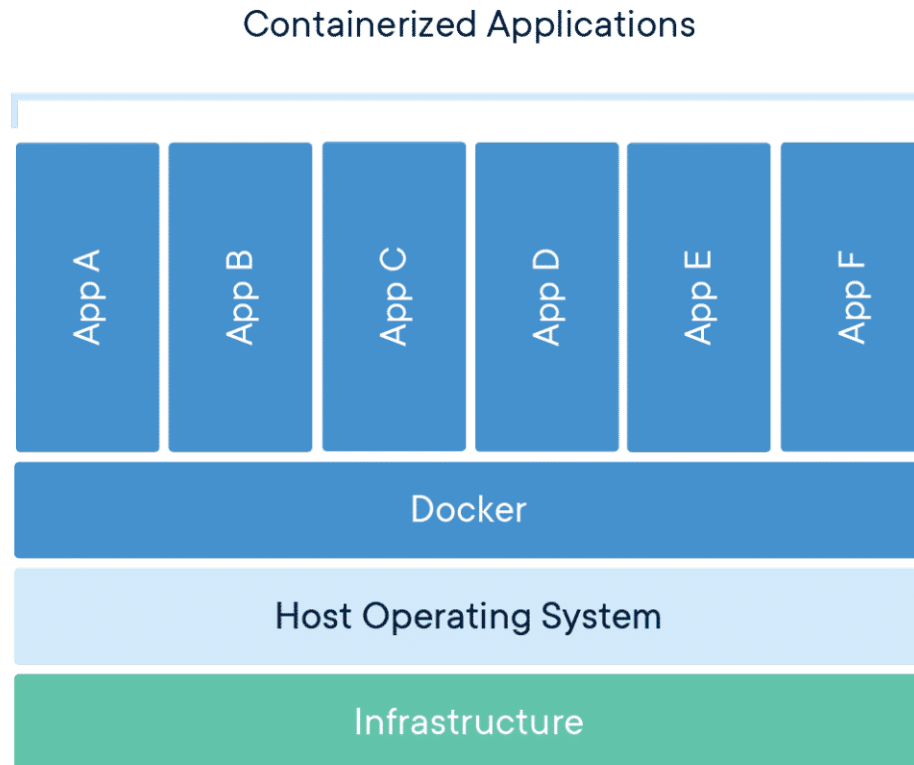 Containerized Applications
App A
App B
App C
App D
App E
App F
Docker
Host Operating System
Infrastructure